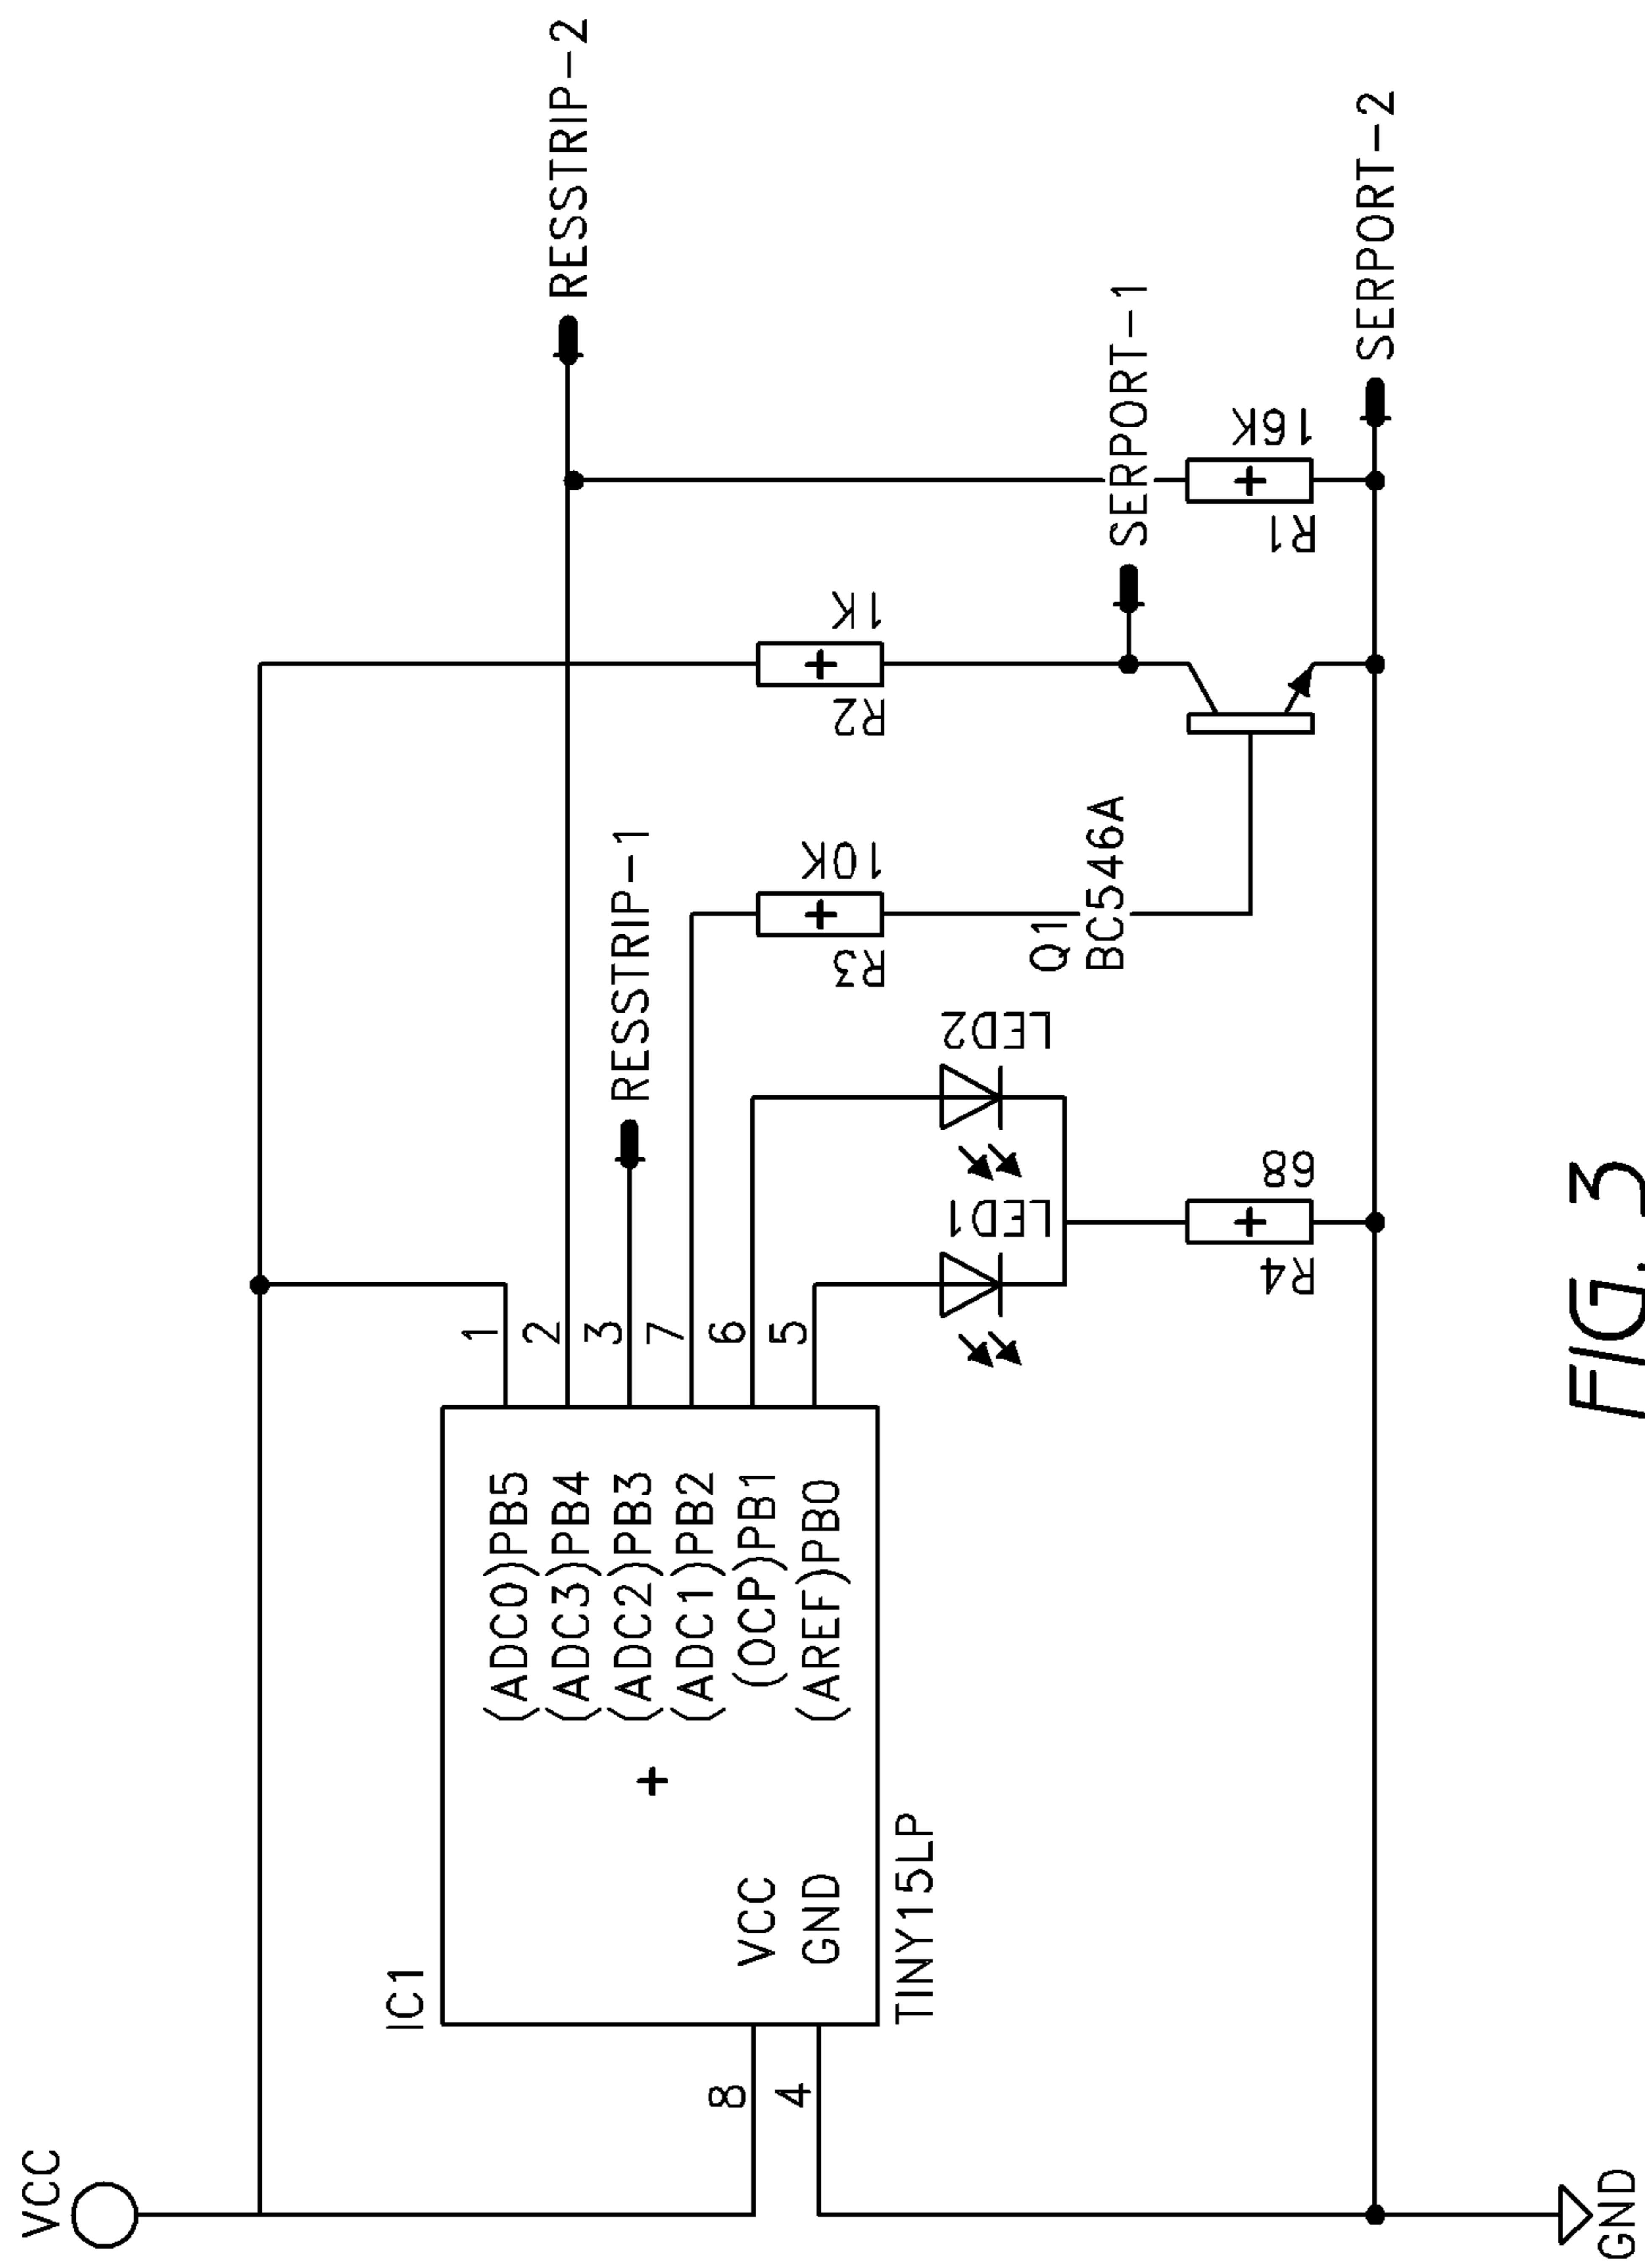 VCC
IC1
8
4
VCC
GND
TINY15LP
(ADC0)PB5
(ADC3)PB4
(ADC2)PB3
(ADC1)PB2
(OCP)PB1
(AREF)PB0
1
2
3
7
6
5
RESSTRIP-2
RESSTRIP-1
LED1
LED2
R4
68
R3
10K
Q1
BC546A
R2
1K
SERPORT-1
R1
16K
SERPORT-2
GND
FIG. 3